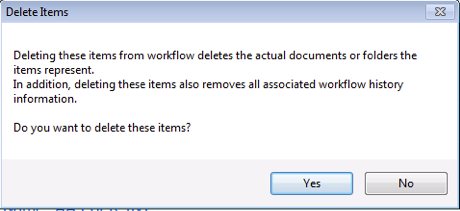 Delete Items
Deleting these items from workflow deletes the actual documents or folders the
items represent.
In addition, deleting these items also removes all associated workflow history
information.
Do you want to delete these items?
Yes
No